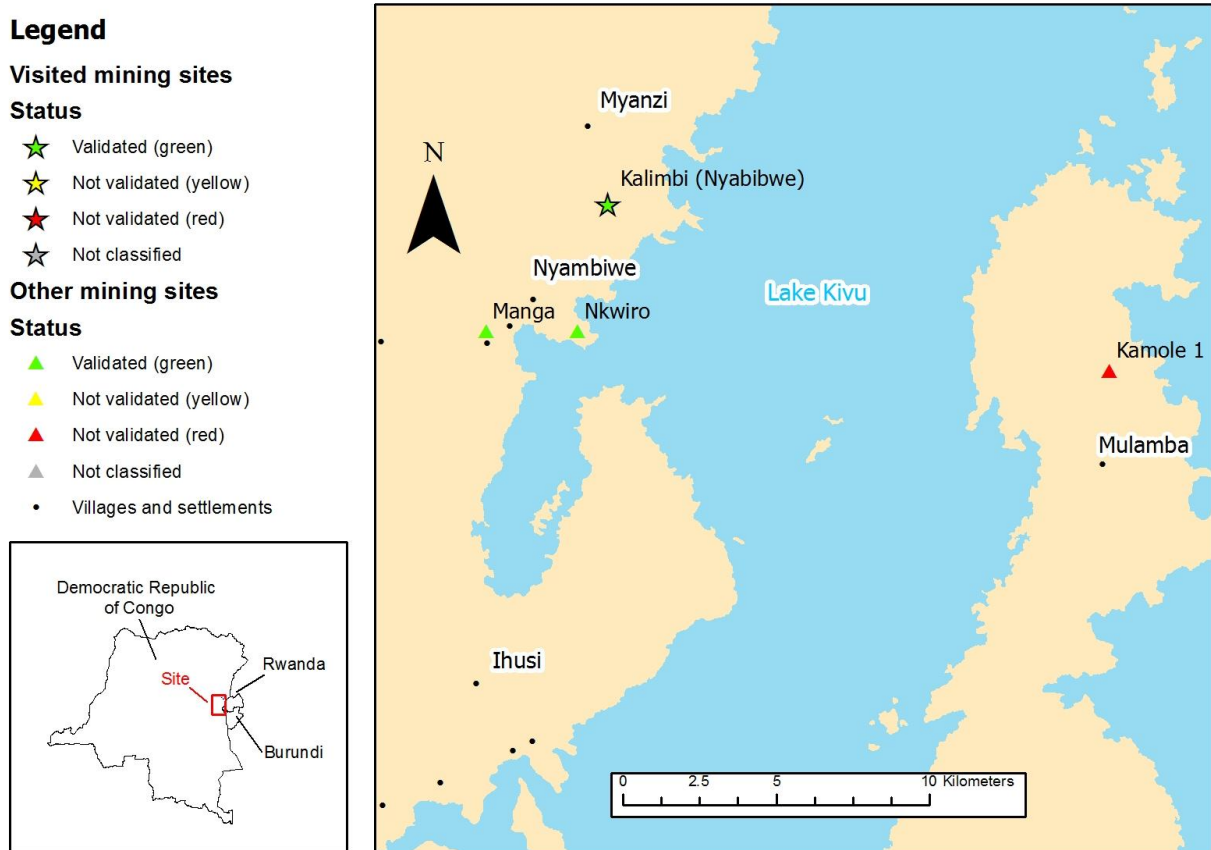 Legend
Visited mining sites
Status
Validated (green)
Not validated (yellow)
Not validated (red)
Not classified
Other mining sites
Status
Validated (green)
Not validated (yellow)
Not validated (red)
Not classified
Villages and settlements
Democratic Republic
of Congo
Site
Rwanda
Burundi
N
Myanzi
Kalimbi (Nyabibwe)
Nyambiwe
Manga
Nkwiro
Lake Kivu
Kamole 1
Mulamba
Ihusi
0 2.5 5 10 Kilometers